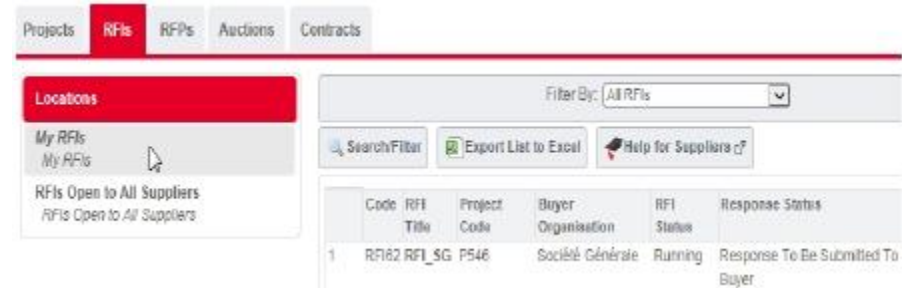 Projects RFIs RFPs Auctions Contracts
Locations
My RFIs
My RFIs
RFIs Open to All Suppliers
RFIs Open to All Suppliers
Filter By: All RFIs
Search/Filter Export List to Excel Help for Suppliers
Code RFI Title Project Code Buyer Organisation RFI Status Response Status
1 RFI62 RFI_SG P546 Société Générale Running Response To Be Submitted To Buyer